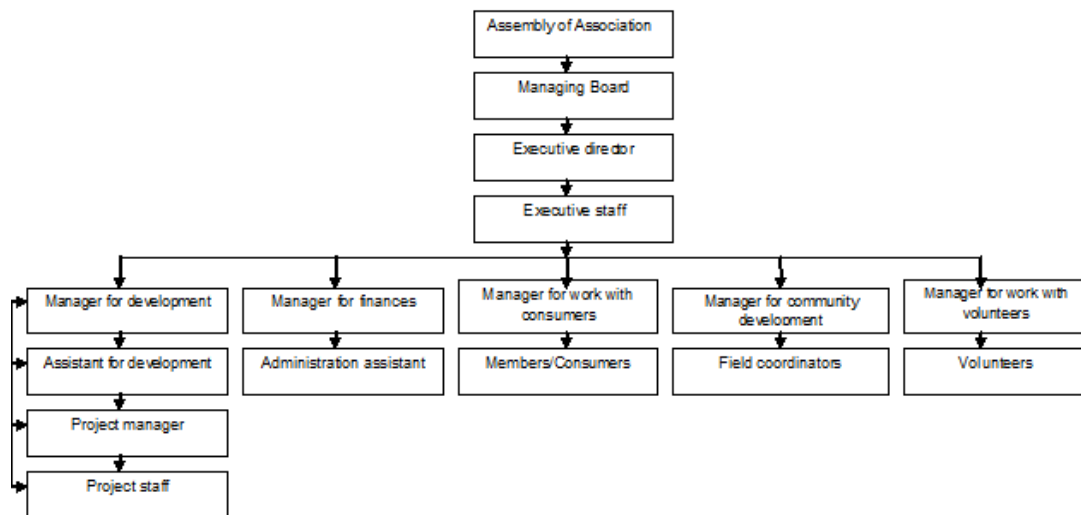 Assembly of Association
Managing Board
Executive director
Executive staff
Manager for development
Manager for finances
Manager for work with
consumers
Manager for community
development
Manager for work with
volunteers
Assistant for development
Administration assistant
Members/Consumers
Field coordinators
Volunteers
Project manager
Project staff